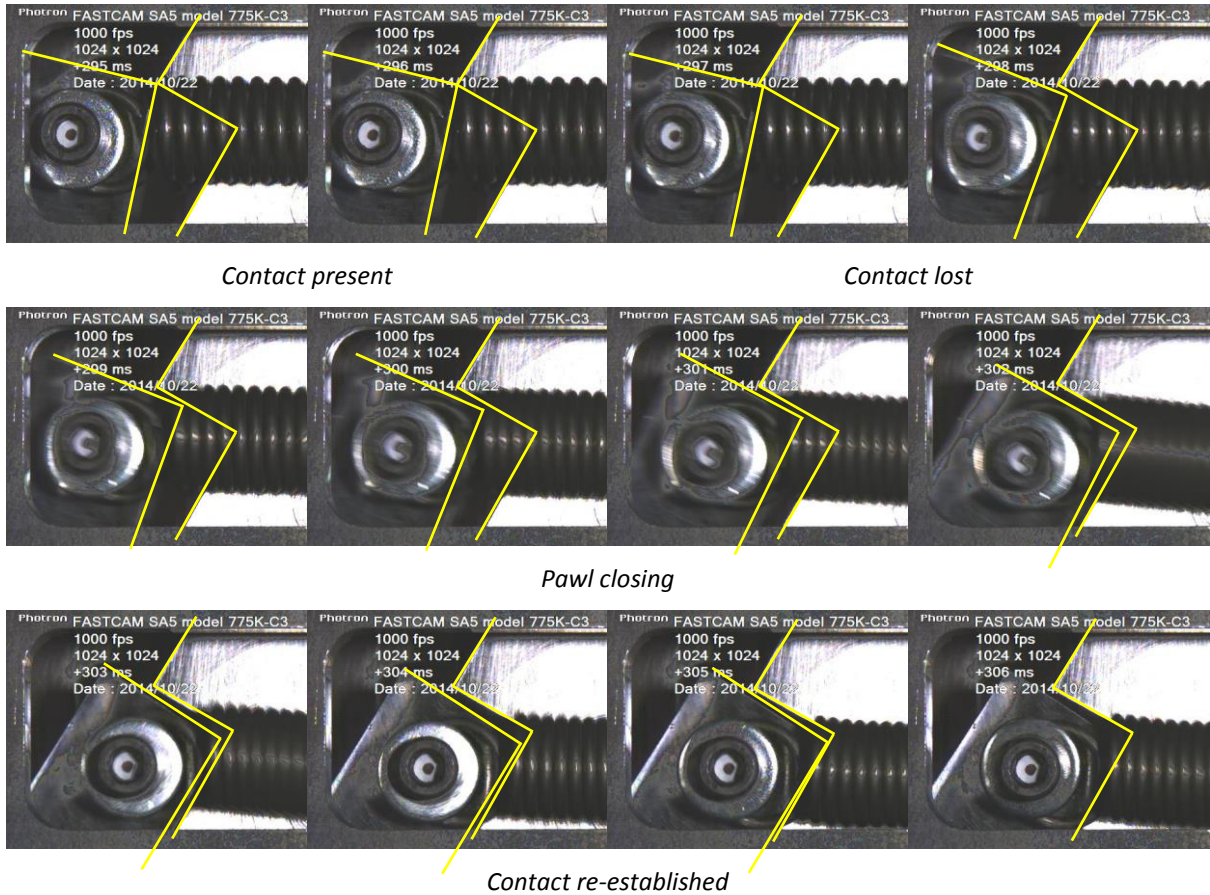 Photron FASTCAM SA5 model 775K-C3
1000 fps
1024 x 1024
+295 ms
Date : 2014/10/22
Photron FASTCAM SA5 model 775K-C3
1000 fps
1024 x 1024
+296 ms
Date : 2014/10/22
Photron FASTCAM SA5 model 775K-C3
1000 fps
1024 x 1024
+297 ms
Date : 2014/10/22
Photron FASTCAM SA5 model 775K-C3
1000 fps
1024 x 1024
+298 ms
Date : 2014/10/22
Contact present
Contact lost
Photron FASTCAM SA5 model 775K-C3
1000 fps
1024 x 1024
+299 ms
Date : 2014/10/22
Photron FASTCAM SA5 model 775K-C3
1000 fps
1024 x 1024
+300 ms
Date : 2014/10/22
Photron FASTCAM SA5 model 775K-C3
1000 fps
1024 x 1024
+301 ms
Date : 2014/10/22
Photron FASTCAM SA5 model 775K-C3
1000 fps
1024 x 1024
+302 ms
Date : 2014/10/22
Pawl closing
Photron FASTCAM SA5 model 775K-C3
1000 fps
1024 x 1024
+303 ms
Date : 2014/10/22
Photron FASTCAM SA5 model 775K-C3
1000 fps
1024 x 1024
+304 ms
Date : 2014/10/22
Photron FASTCAM SA5 model 775K-C3
1000 fps
1024 x 1024
+305 ms
Date : 2014/10/22
Photron FASTCAM SA5 model 775K-C3
1000 fps
1024 x 1024
+306 ms
Date : 2014/10/22
Contact re-established